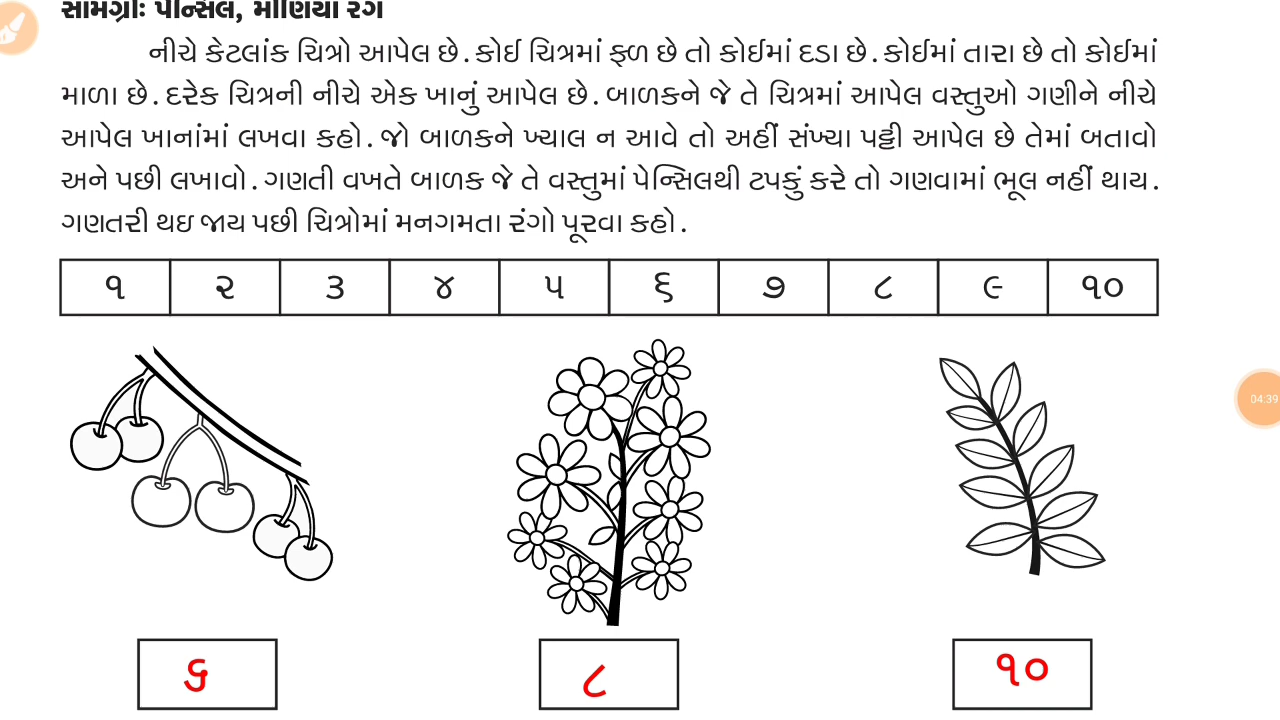 સામગ્રીઃ પેન્સિલ, મીણિયા રંગ
નીચે કેટલાંક ચિત્રો આપેલ છે. કોઈ ચિત્રમાં ફળ છે તો કોઈમાં દડા છે. કોઈમાં તારા છે તો કોઈમાં
માળા છે. દરેક ચિત્રની નીચે એક ખાનું આપેલ છે. બાળકને જે તે ચિત્રમાં આપેલ વસ્તુઓ ગણીને નીચે
આપેલ ખાનાંમાં લખવા કહો. જો બાળકને ખ્યાલ ન આવે તો અહીં સંખ્યા પટ્ટી આપેલ છે તેમાં બતાવો
અને પછી લખાવો. ગણતી વખતે બાળક જે તે વસ્તુમાં પેન્સિલથી ટપકું કરે તો ગણવામાં ભૂલ નહીં થાય.
ગણતરી થઇ જાય પછી ચિત્રોમાં મનગમતા રંગો પૂરવા કહો.
૧ ૨ ૩ ૪ ૫ ૬ ૭ ૮ ૯ ૧૦
04:39
૬ ૮ ૧૦